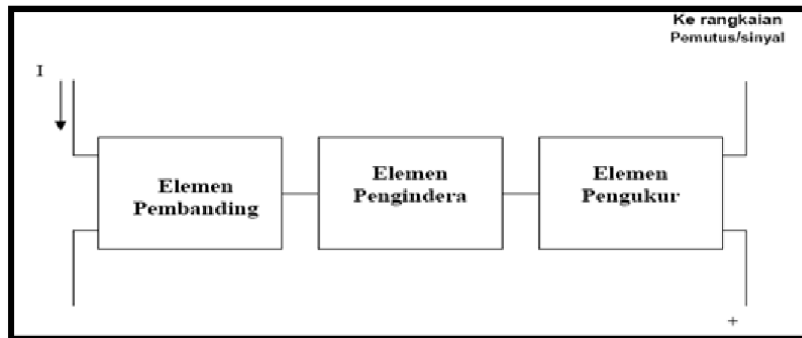 Ke rangkaian
Pemutus/sinyal
I
Elemen
Pembanding
Elemen
Pengindera
Elemen
Pengukur
+